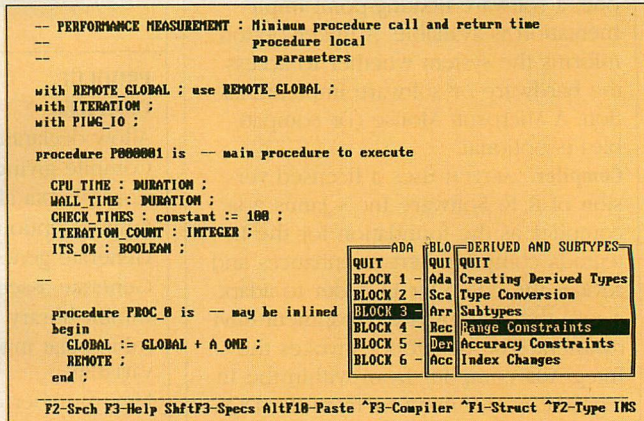 -- PERFORMANCE MEASUREMENT : Minimum procedure call and return time
-- procedure local
-- no parameters
with REMOTE_GLOBAL ; use REMOTE_GLOBAL ;
with ITERATION ;
with PIWG_IO ;
procedure P000001 is -- main procedure to execute
CPU_TIME : DURATION ;
WALL_TIME : DURATION ;
CHECK_TIMES : constant := 100 ;
ITERATION_COUNT : INTEGER ;
ITS_OK : BOOLEAN ;
--
procedure PROC_0 is -- may be inlined
begin
GLOBAL := GLOBAL + A_ONE ;
REMOTE ;
end ;
ADA
QUIT
BLOCK 1 -
BLOCK 2 -
BLOCK 3 -
BLOCK 4 -
BLOCK 5 -
BLOCK 6 -
BLO
QUI
Ada
Sca
Arr
Rec
Der
Acc
DERIVED AND SUBTYPES
QUIT
Creating Derived Types
Type Conversion
Subtypes
Range Constraints
Accuracy Constraints
Index Changes
F2-Srch F3-Help ShftF3-Specs AltF10-Paste ^F3-Compiler ^F1-Struct ^F2-Type INS